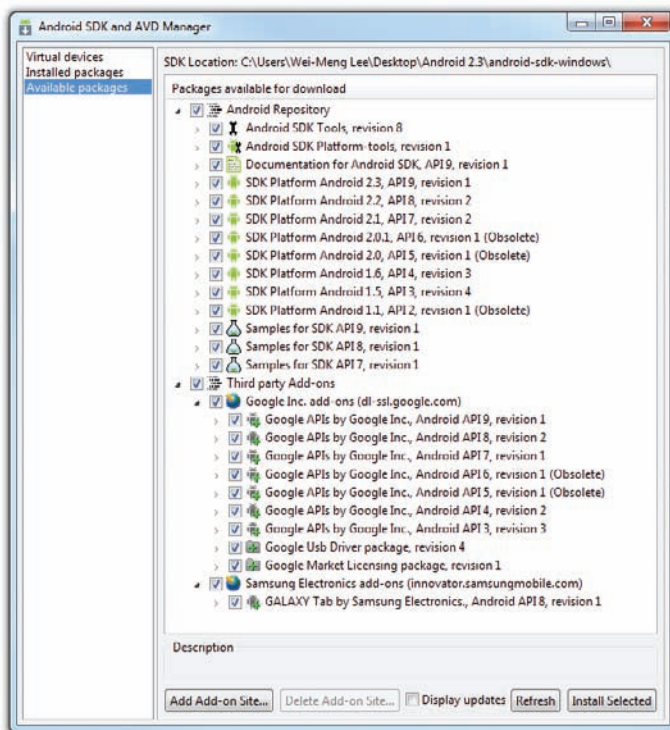 Android SDK and AVD Manager
Virtual devices
Installed packages
Available packages
SDK Location: C:\Users\Wei-Meng Lee\Desktop\Android 2.3\android-sdk-windows\
Packages available for download
Android Repository
Android SDK Tools, revision 8
Android SDK Platform-tools, revision 1
Documentation for Android SDK, API 9, revision 1
SDK Platform Android 2.3, API 9, revision 1
SDK Platform Android 2.2, API 8, revision 2
SDK Platform Android 2.1, API 7, revision 2
SDK Platform Android 2.0.1, API 6, revision 1 (Obsolete)
SDK Platform Android 2.0, API 5, revision 1 (Obsolete)
SDK Platform Android 1.6, API 4, revision 3
SDK Platform Android 1.5, API 3, revision 4
SDK Platform Android 1.1, API 2, revision 1 (Obsolete)
Samples for SDK API 9, revision 1
Samples for SDK API 8, revision 1
Samples for SDK API 7, revision 1
Third party Add-ons
Google Inc. add-ons (dl-ssl.google.com)
Google APIs by Google Inc., Android API 9, revision 1
Google APIs by Google Inc., Android API 8, revision 2
Google APIs by Google Inc., Android API 7, revision 1
Google APIs by Google Inc., Android API 6, revision 1 (Obsolete)
Google APIs by Google Inc., Android API 5, revision 1 (Obsolete)
Google APIs by Google Inc., Android API 4, revision 2
Google APIs by Google Inc., Android API 3, revision 3
Google Usb Driver package, revision 4
Google Market Licensing package, revision 1
Samsung Electronics add-ons (innovator.samsungmobile.com)
GALAXY Tab by Samsung Electronics., Android API 8, revision 1
Description
Add Add-on Site... Delete Add-on Site... Display updates Refresh Install Selected